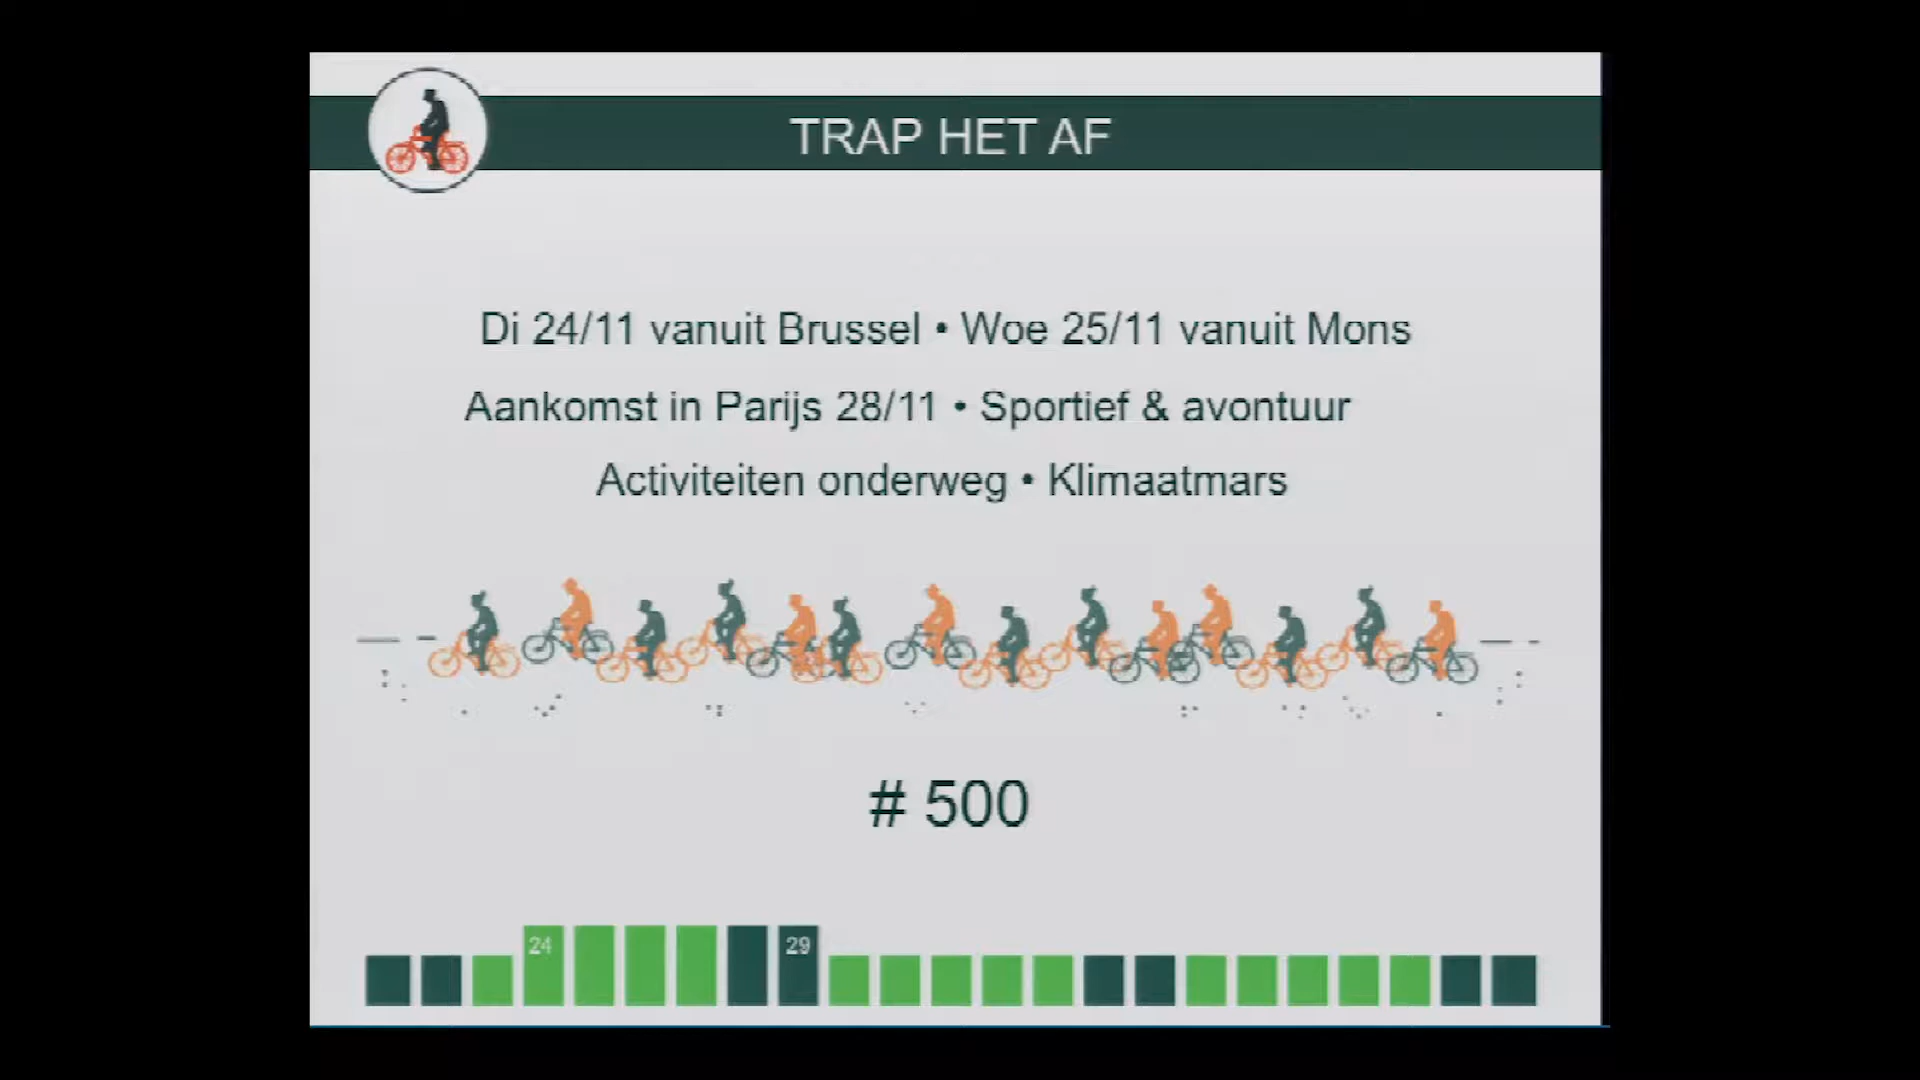 TRAP HET AF
Di 24/11 vanuit Brussel • Woe 25/11 vanuit Mons
Aankomst in Parijs 28/11 • Sportief & avontuur
Activiteiten onderweg • Klimaatmars
# 500
24 29